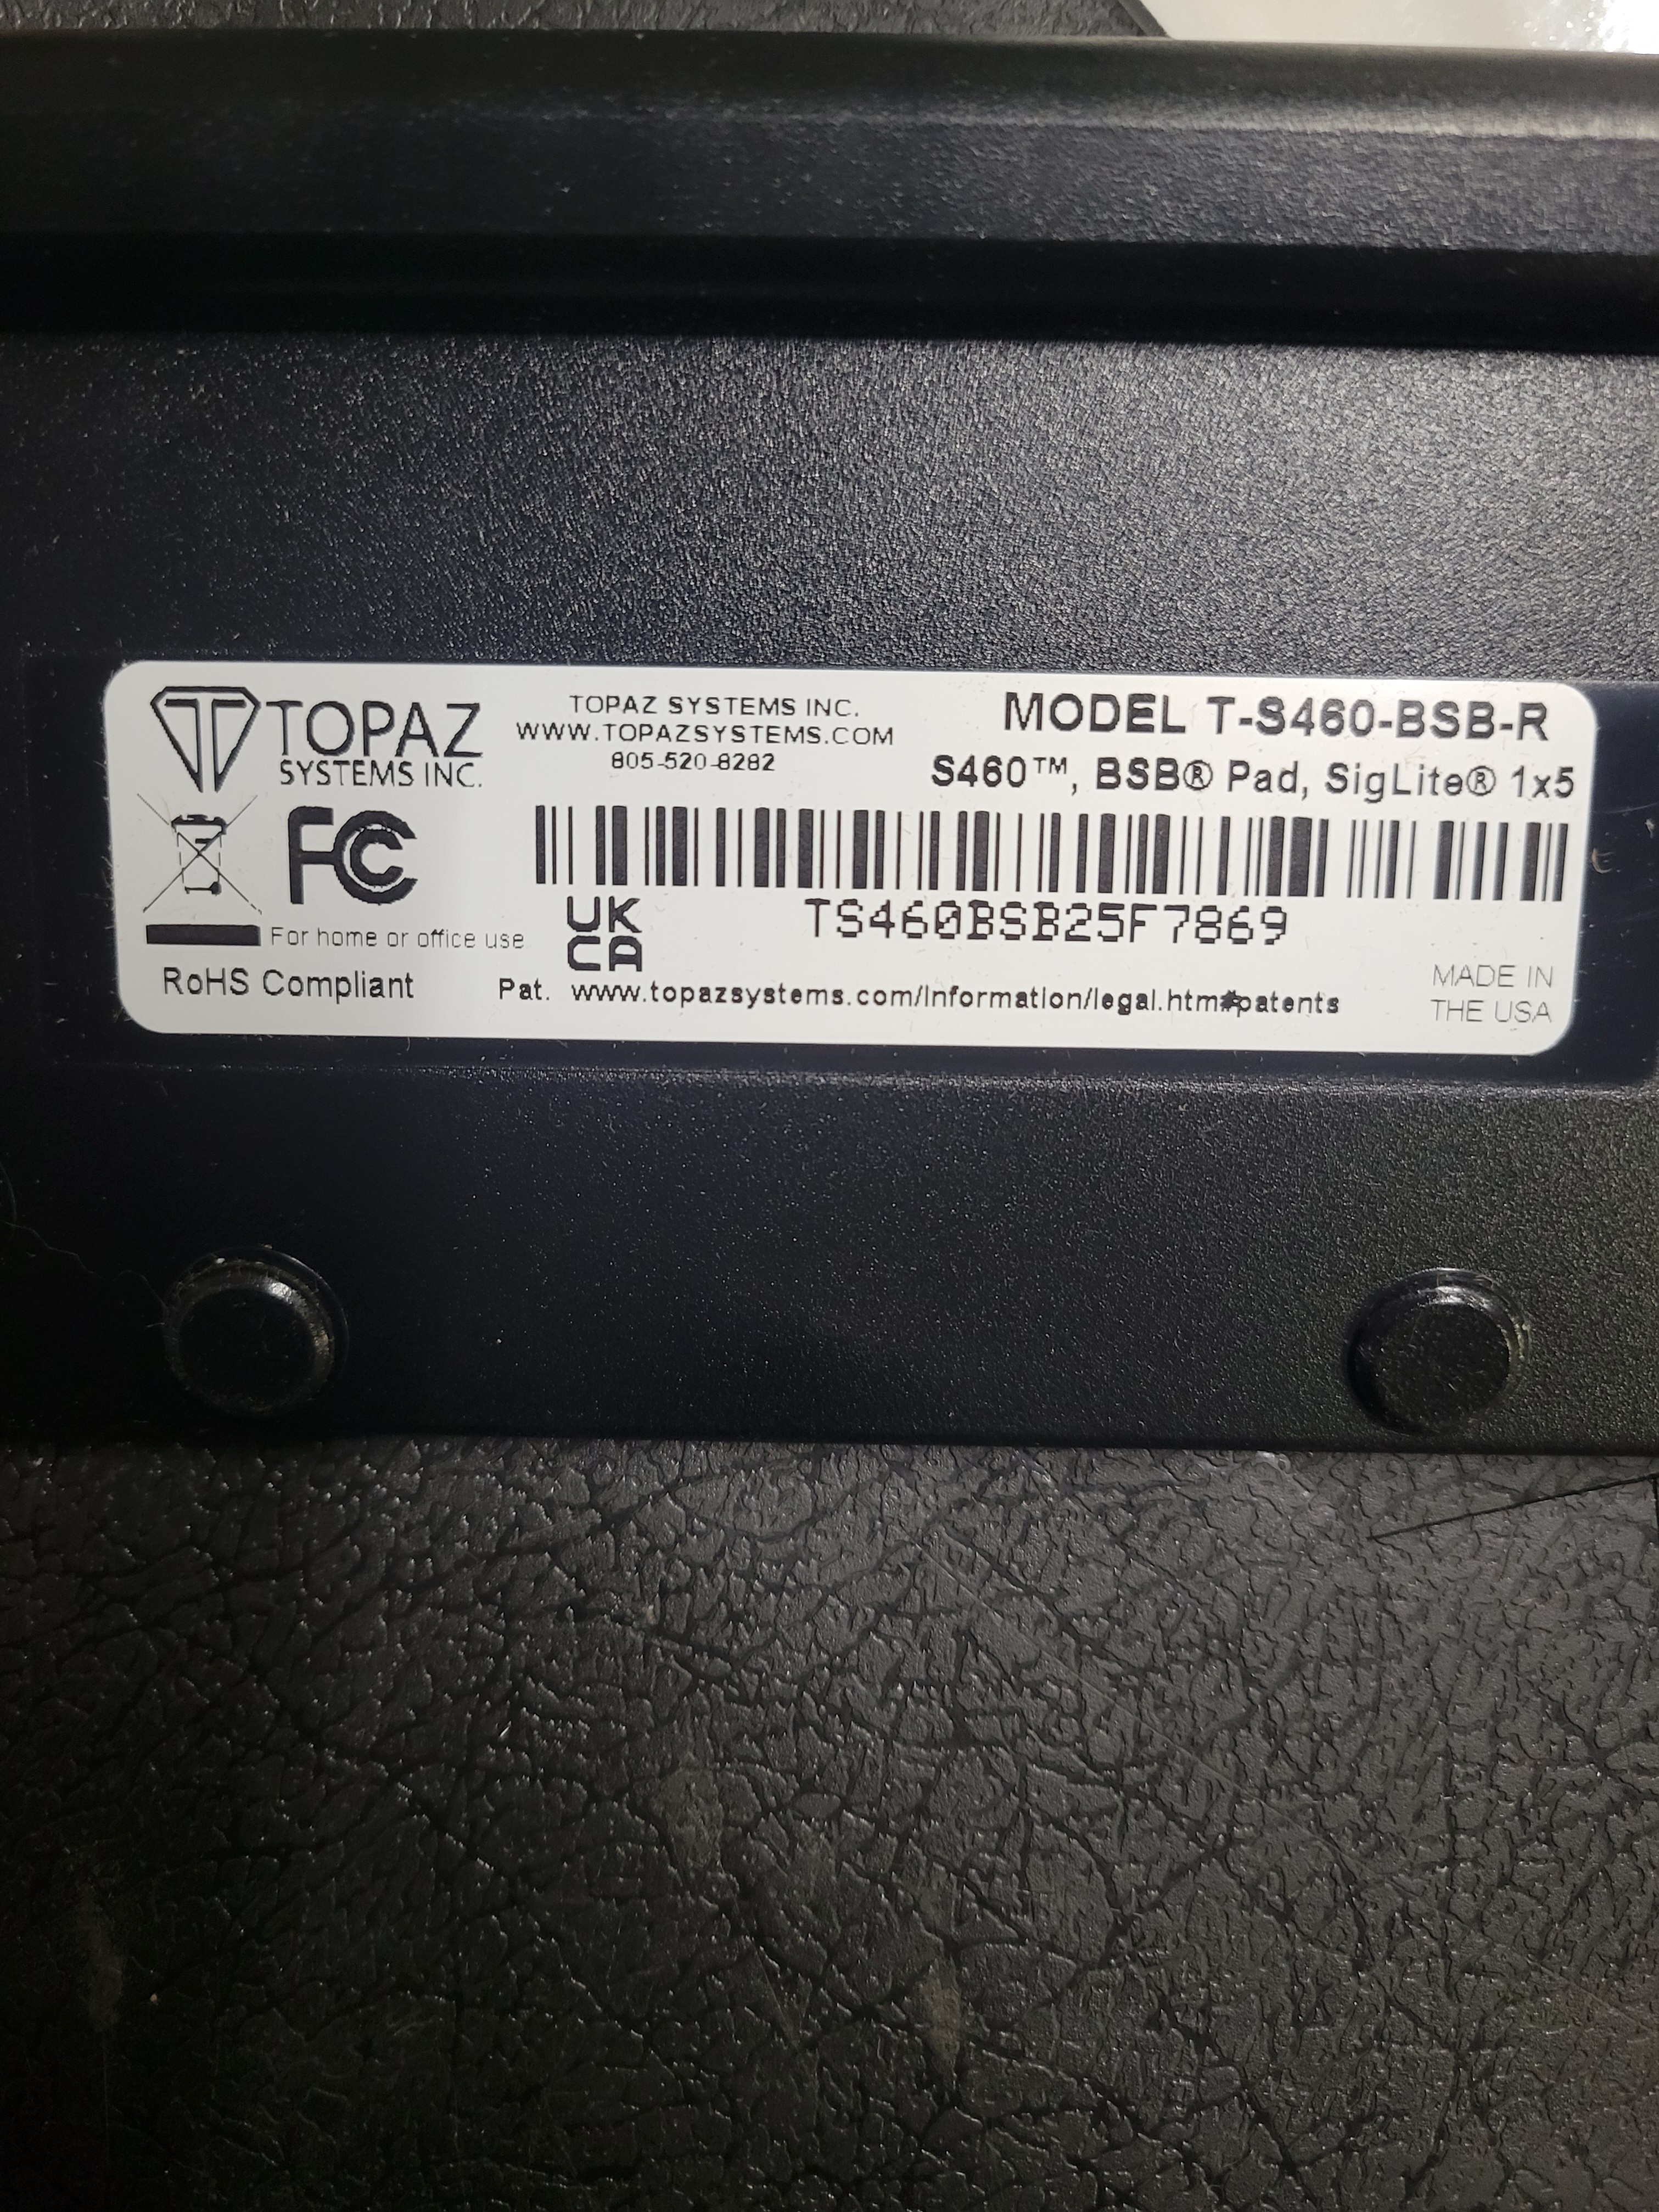 TOPAZ
SYSTEMS INC.
TOPAZ SYSTEMS INC.
WWW.TOPAZSYSTEMS.COM
805-520-8282
MODEL T-S460-BSB-R
S460™, BSB® Pad, SigLite® 1x5
FC
For home or office use
UK
CA
TS460BSB25F7869
RoHS Compliant
Pat. www.topazsystems.com/information/legal.htm#patents
MADE IN
THE USA